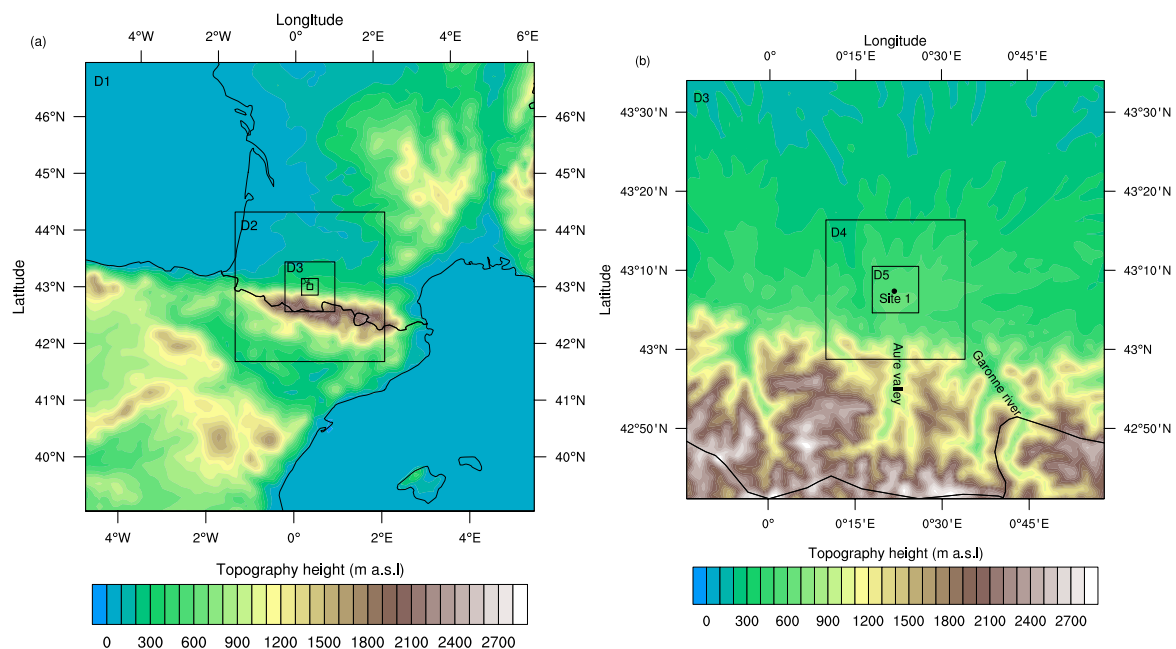 Longitude
(a)
4°W 2°W 0° 2°E 4°E 6°E
D1
46°N
45°N
44°N
43°N
42°N
41°N
40°N
Latitude
D2
D3
46°N
45°N
44°N
43°N
42°N
41°N
40°N
4°W 2°W 0° 2°E 4°E
Topography height (m a.s.l)
0 300 600 900 1200 1500 1800 2100 2400 2700
Longitude
(b)
0° 0°15'E 0°30'E 0°45'E
D3
43°30'N
43°20'N
43°10'N
43°N
42°50'N
Latitude
D4
D5
Site 1
Aure valley
Garonne river
43°30'N
43°20'N
43°10'N
43°N
42°50'N
0° 0°15'E 0°30'E 0°45'E
Topography height (m a.s.l)
0 300 600 900 1200 1500 1800 2100 2400 2700